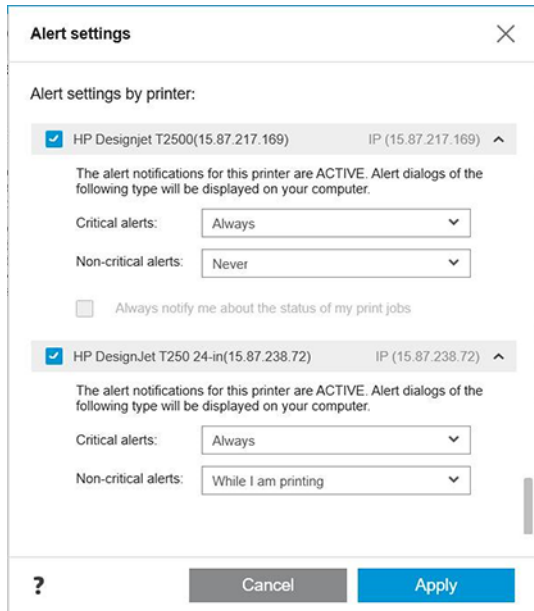 Alert settings
Alert settings by printer:
HP Designjet T2500(15.87.217.169) IP (15.87.217.169)
The alert notifications for this printer are ACTIVE. Alert dialogs of the
following type will be displayed on your computer.
Critical alerts: Always
Non-critical alerts: Never
Always notify me about the status of my print jobs
HP DesignJet T250 24-in(15.87.238.72) IP (15.87.238.72)
The alert notifications for this printer are ACTIVE. Alert dialogs of the
following type will be displayed on your computer.
Critical alerts: Always
Non-critical alerts: While I am printing
? Cancel Apply